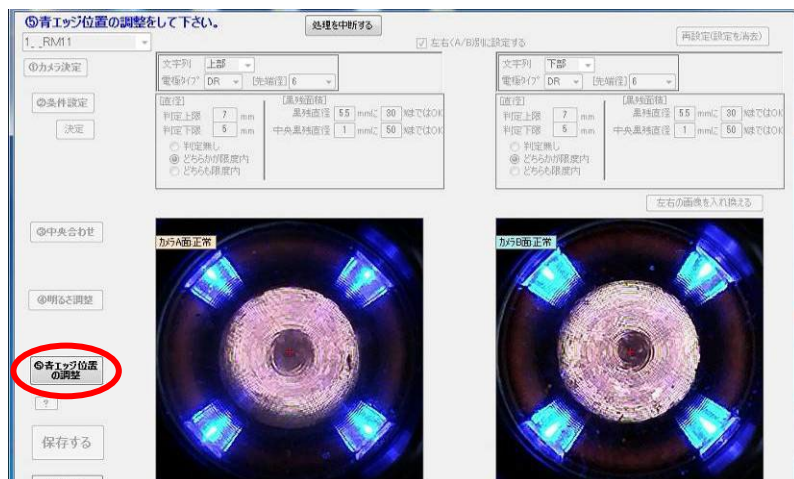 ⑤青エッジ位置の調整をして下さい。
処理を中断する
1._.RM11
左右(A/B)別に設定する
再設定(設定も消去)
①カメラ決定
文字列 上部
電極タイプ DR [先端径] 6
文字列 下部
電極タイプ DR [先端径] 6
②条件設定
決定
[直径]
判定上限 7 mm
判定下限 5 mm
判定無し
どちらかが限度内
どちらも限度内
[黒残面積]
黒残直径 5.5 mmに 30 %まではOK
中央黒残直径 1 mmに 50 %まではOK
[直径]
判定上限 7 mm
判定下限 5 mm
判定無し
どちらかが限度内
どちらも限度内
[黒残面積]
黒残直径 5.5 mmに 30 %まではOK
中央黒残直径 1 mmに 50 %まではOK
左右の画像を入れ換える
③中央合わせ
カメラA面正常
カメラB面正常
④明るさ調整
⑤青エッジ位置
の調整
?
保存する